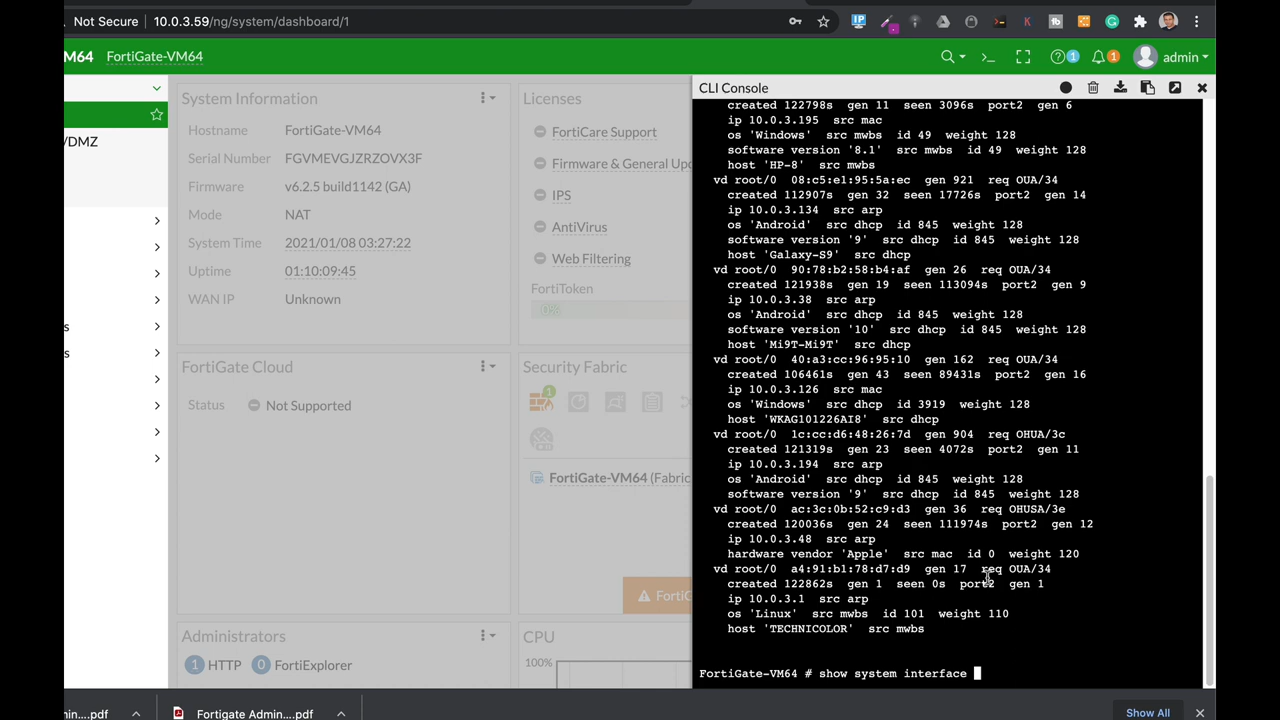 Not Secure | 10.0.3.59/ng/system/dashboard/1
M64 FortiGate-VM64
1
1
admin
/DMZ
s
s
System Information
Hostname FortiGate-VM64
Serial Number FGVMEVGJZRZOVX3F
Firmware v6.2.5 build1142 (GA)
Mode NAT
System Time 2021/01/08 03:27:22
Uptime 01:10:09:45
WAN IP Unknown
Licenses
FortiCare Support
Firmware & General Upd
IPS
AntiVirus
Web Filtering
FortiToken
FortiGate Cloud
Status Not Supported
Security Fabric
1
FortiGate-VM64 (Fabric
FortiG
Administrators
1 HTTP 0 FortiExplorer
CPU
100%
CLI Console
created 122798s gen 11 seen 3096s port2 gen 6
ip 10.0.3.195 src mac
os 'Windows' src mwbs id 49 weight 128
software version '8.1' src mwbs id 49 weight 128
host 'HP-8' src mwbs
vd root/0 08:c5:e1:95:5a:ec gen 921 req OUA/34
created 112907s gen 32 seen 17726s port2 gen 14
ip 10.0.3.134 src arp
os 'Android' src dhcp id 845 weight 128
software version '9' src dhcp id 845 weight 128
host 'Galaxy-S9' src dhcp
vd root/0 90:78:b2:58:b4:af gen 26 req OUA/34
created 121938s gen 19 seen 113094s port2 gen 9
ip 10.0.3.38 src arp
os 'Android' src dhcp id 845 weight 128
software version '10' src dhcp id 845 weight 128
host 'Mi9T-Mi9T' src dhcp
vd root/0 40:a3:cc:96:95:10 gen 162 req OUA/34
created 106461s gen 43 seen 89431s port2 gen 16
ip 10.0.3.126 src mac
os 'Windows' src dhcp id 3919 weight 128
host 'WKAG101226AI8' src dhcp
vd root/0 1c:cc:d6:48:26:7d gen 904 req OHUA/3c
created 121319s gen 23 seen 4072s port2 gen 11
ip 10.0.3.194 src arp
os 'Android' src dhcp id 845 weight 128
software version '9' src dhcp id 845 weight 128
vd root/0 ac:3c:0b:52:c9:d3 gen 36 req OHUSA/3e
created 120036s gen 24 seen 111974s port2 gen 12
ip 10.0.3.48 src arp
hardware vendor 'Apple' src mac id 0 weight 120
vd root/0 a4:91:b1:78:d7:d9 gen 17 req OUA/34
created 122862s gen 1 seen 0s port2 gen 1
ip 10.0.3.1 src arp
os 'Linux' src mwbs id 101 weight 110
host 'TECHNICOLOR' src mwbs
FortiGate-VM64 # show system interface
min....pdf
Fortigate Admin....pdf
Show All